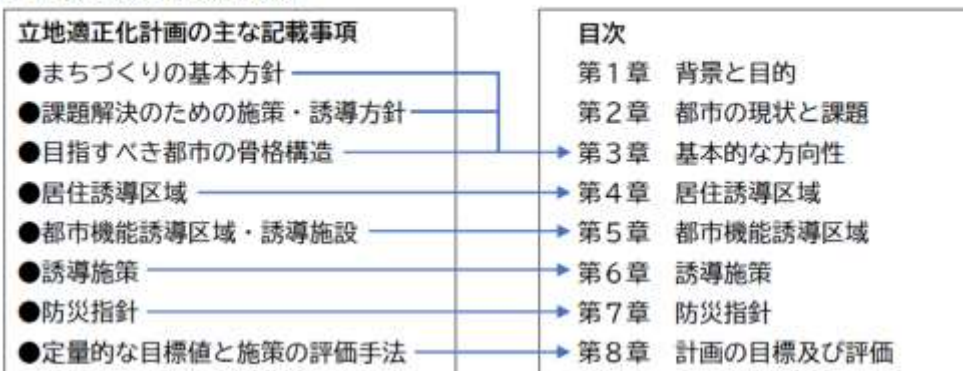 立地適正化計画の主な記載事項
●まちづくりの基本方針
●課題解決のための施策・誘導方針
●目指すべき都市の骨格構造
●居住誘導区域
●都市機能誘導区域・誘導施設
●誘導施策
●防災指針
●定量的な目標値と施策の評価手法
目次
第1章 背景と目的
第2章 都市の現状と課題
第3章 基本的な方向性
第4章 居住誘導区域
第5章 都市機能誘導区域
第6章 誘導施策
第7章 防災指針
第8章 計画の目標及び評価